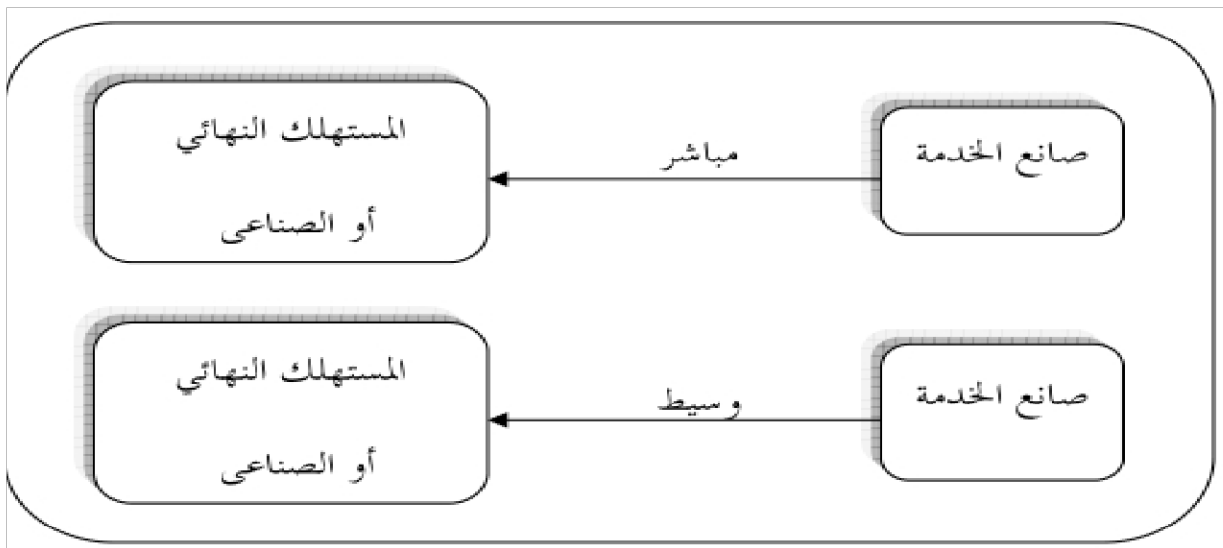 صانع الخدمة
مباشر
المستهلك النهائي
أو الصناعى
صانع الخدمة
وسيط
المستهلك النهائي
أو الصناعى